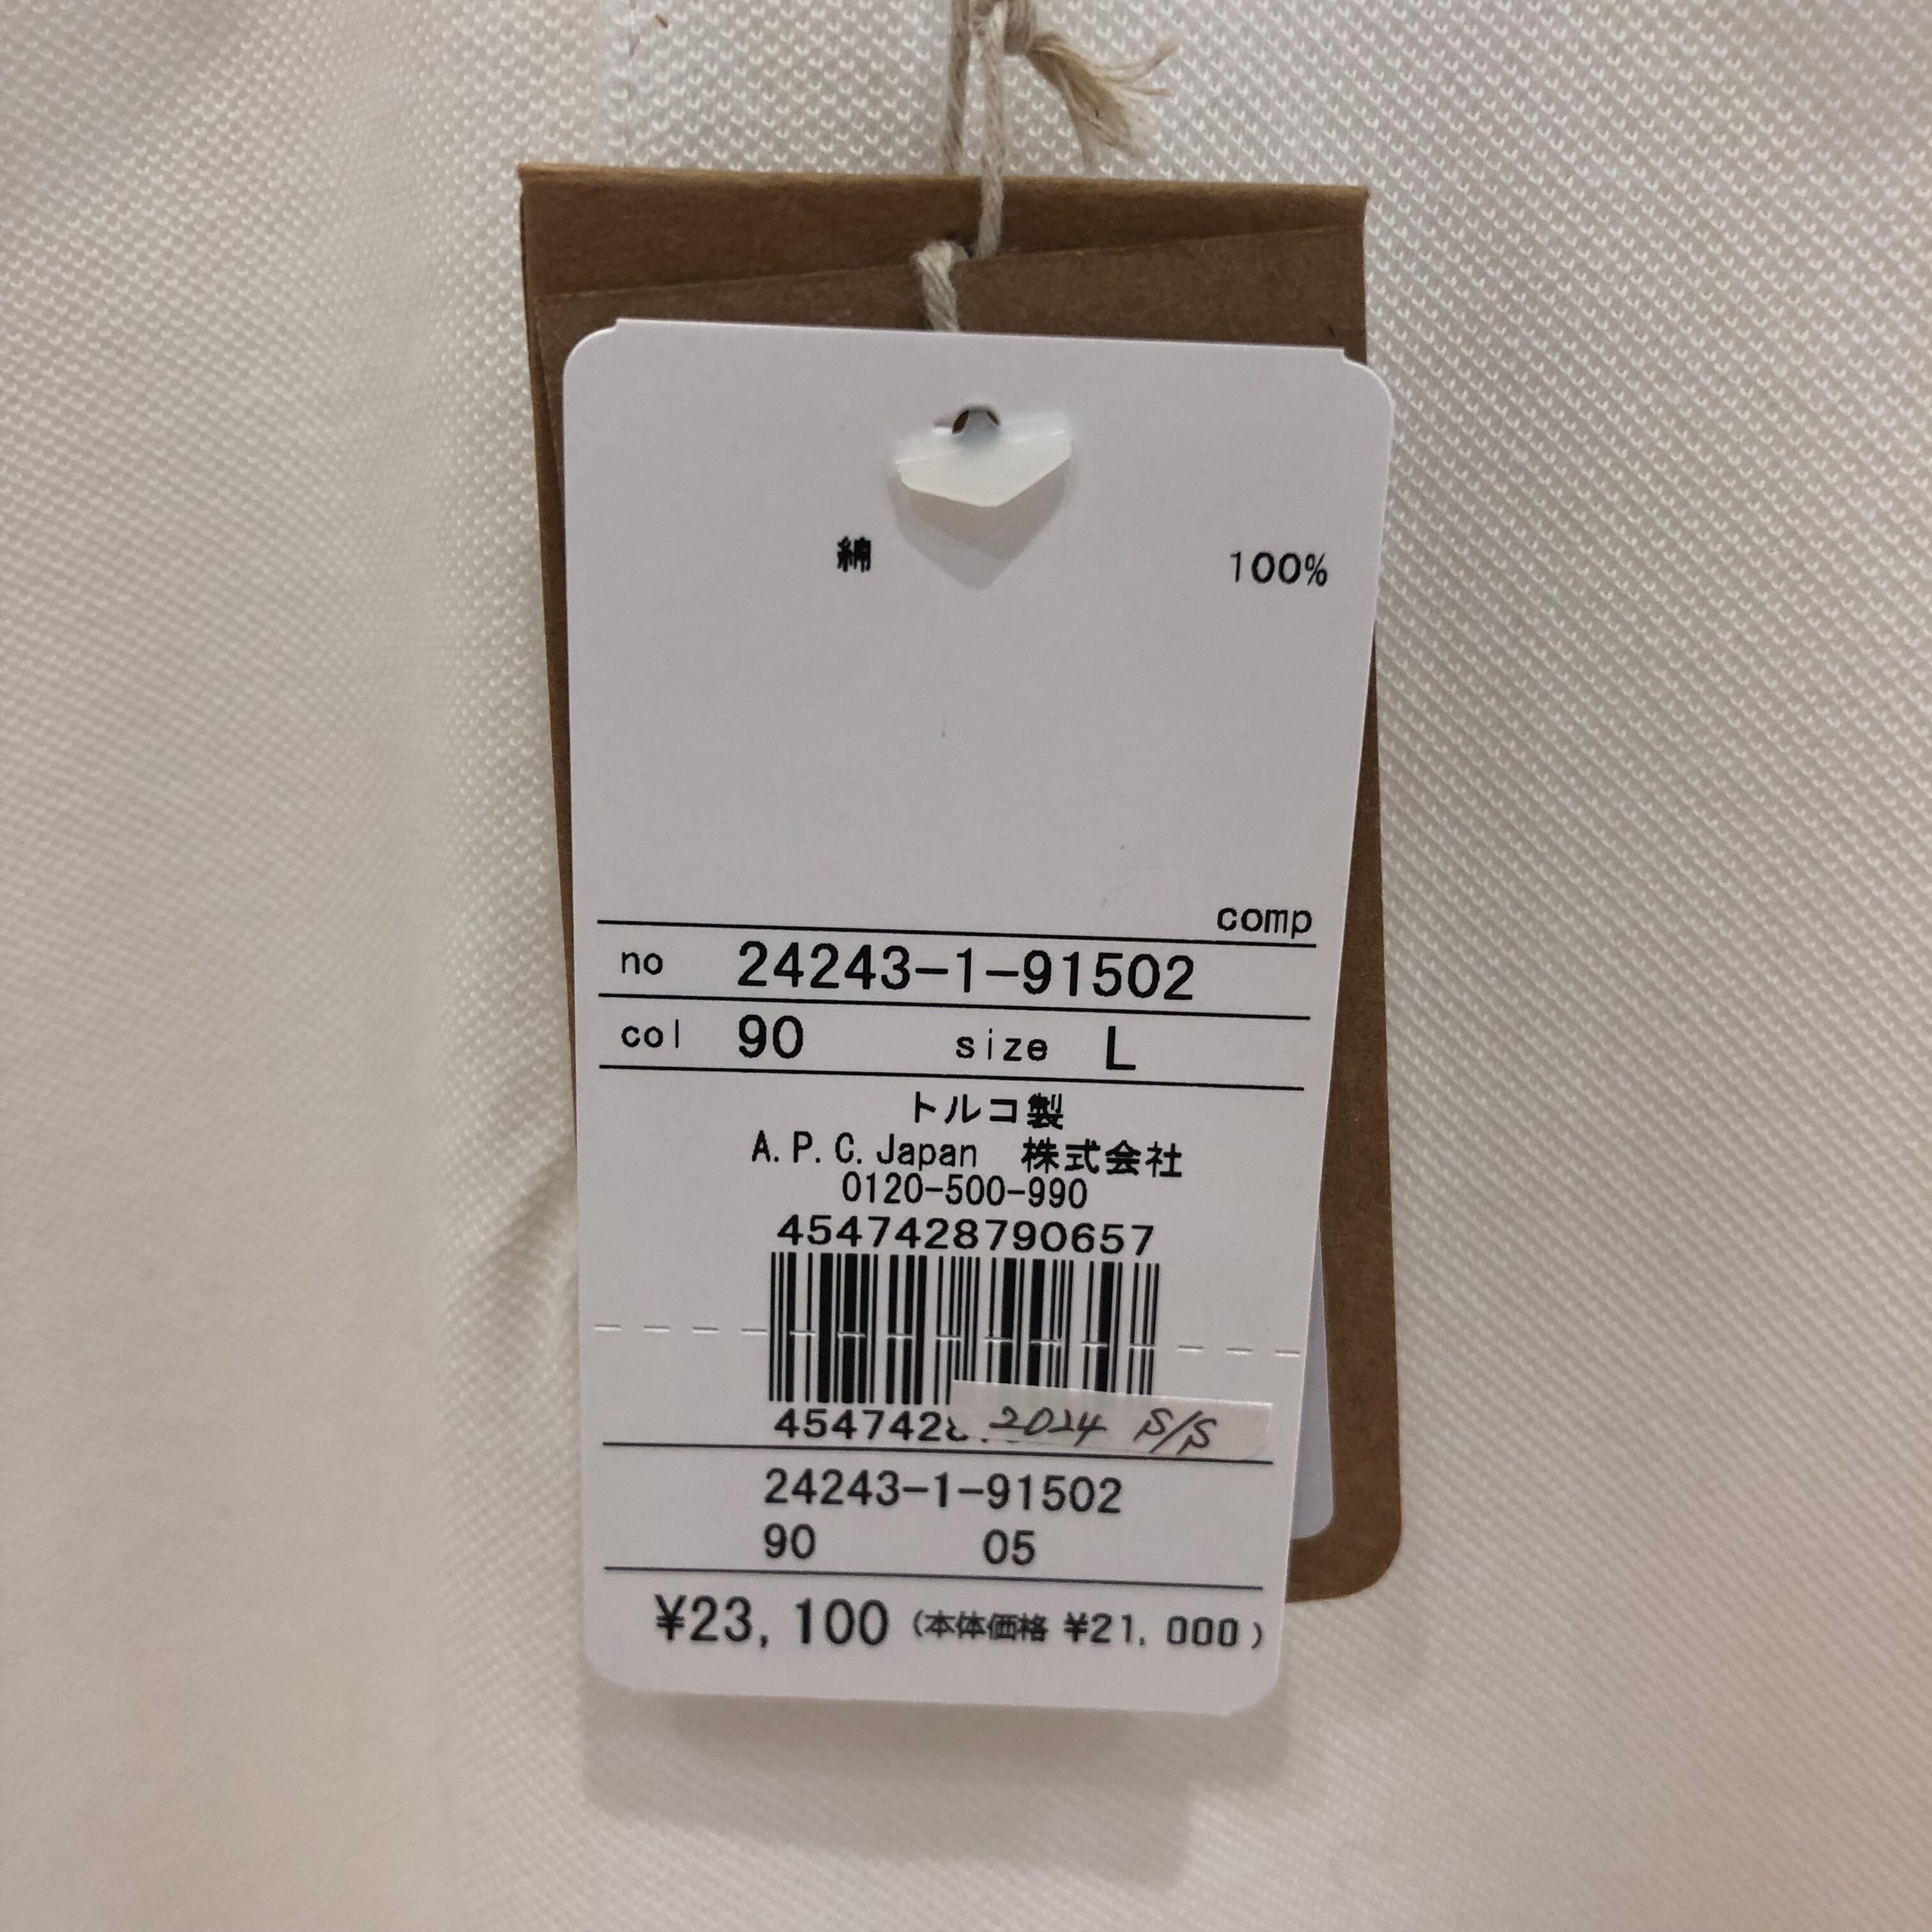 綿 100%
comp
no 24243-1-91502
col 90 size L
トルコ製
A.P.C.Japan 株式会社
0120-500-990
4547428790657
454742
2024 S/S
24243-1-91502
90 05
¥23,100 (本体価格 ¥21,000)